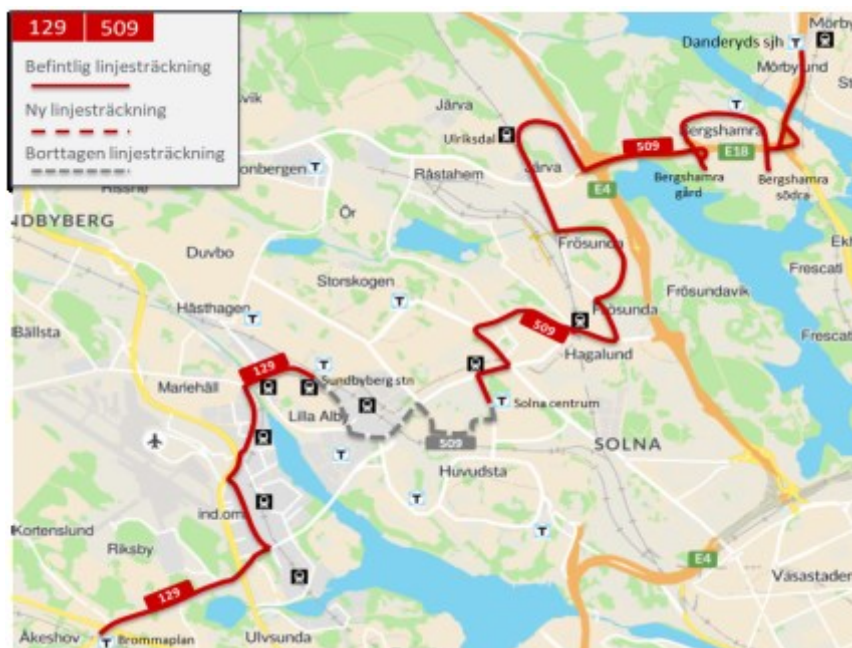 129 509
Befintlig linjesträckning
Ny linjesträckning
Borttagen linjesträckning
Danderyds sjh
Mörby
Mörbylund
Järva
Ulriksdal
Bergshamra
509
E18
Järva
Råstahem
E4
Bergshamra
gård
Bergshamra
södra
NDBYBERG
Ör
Duvbo
Frösunda
Storskogen
Frescati
Hästhagen
Frösunda
Frösundavik
Bällsta
509
Hagalund
Frescati
129
Mariehäll
Sundbyberg stn
Lilla Alby
Solna centrum
509
SOLNA
Huvudsta
ind.om
Kortenslund
Riksby
E4
129
Vasastaden
Åkeshov
Brommaplan
Ulvsunda